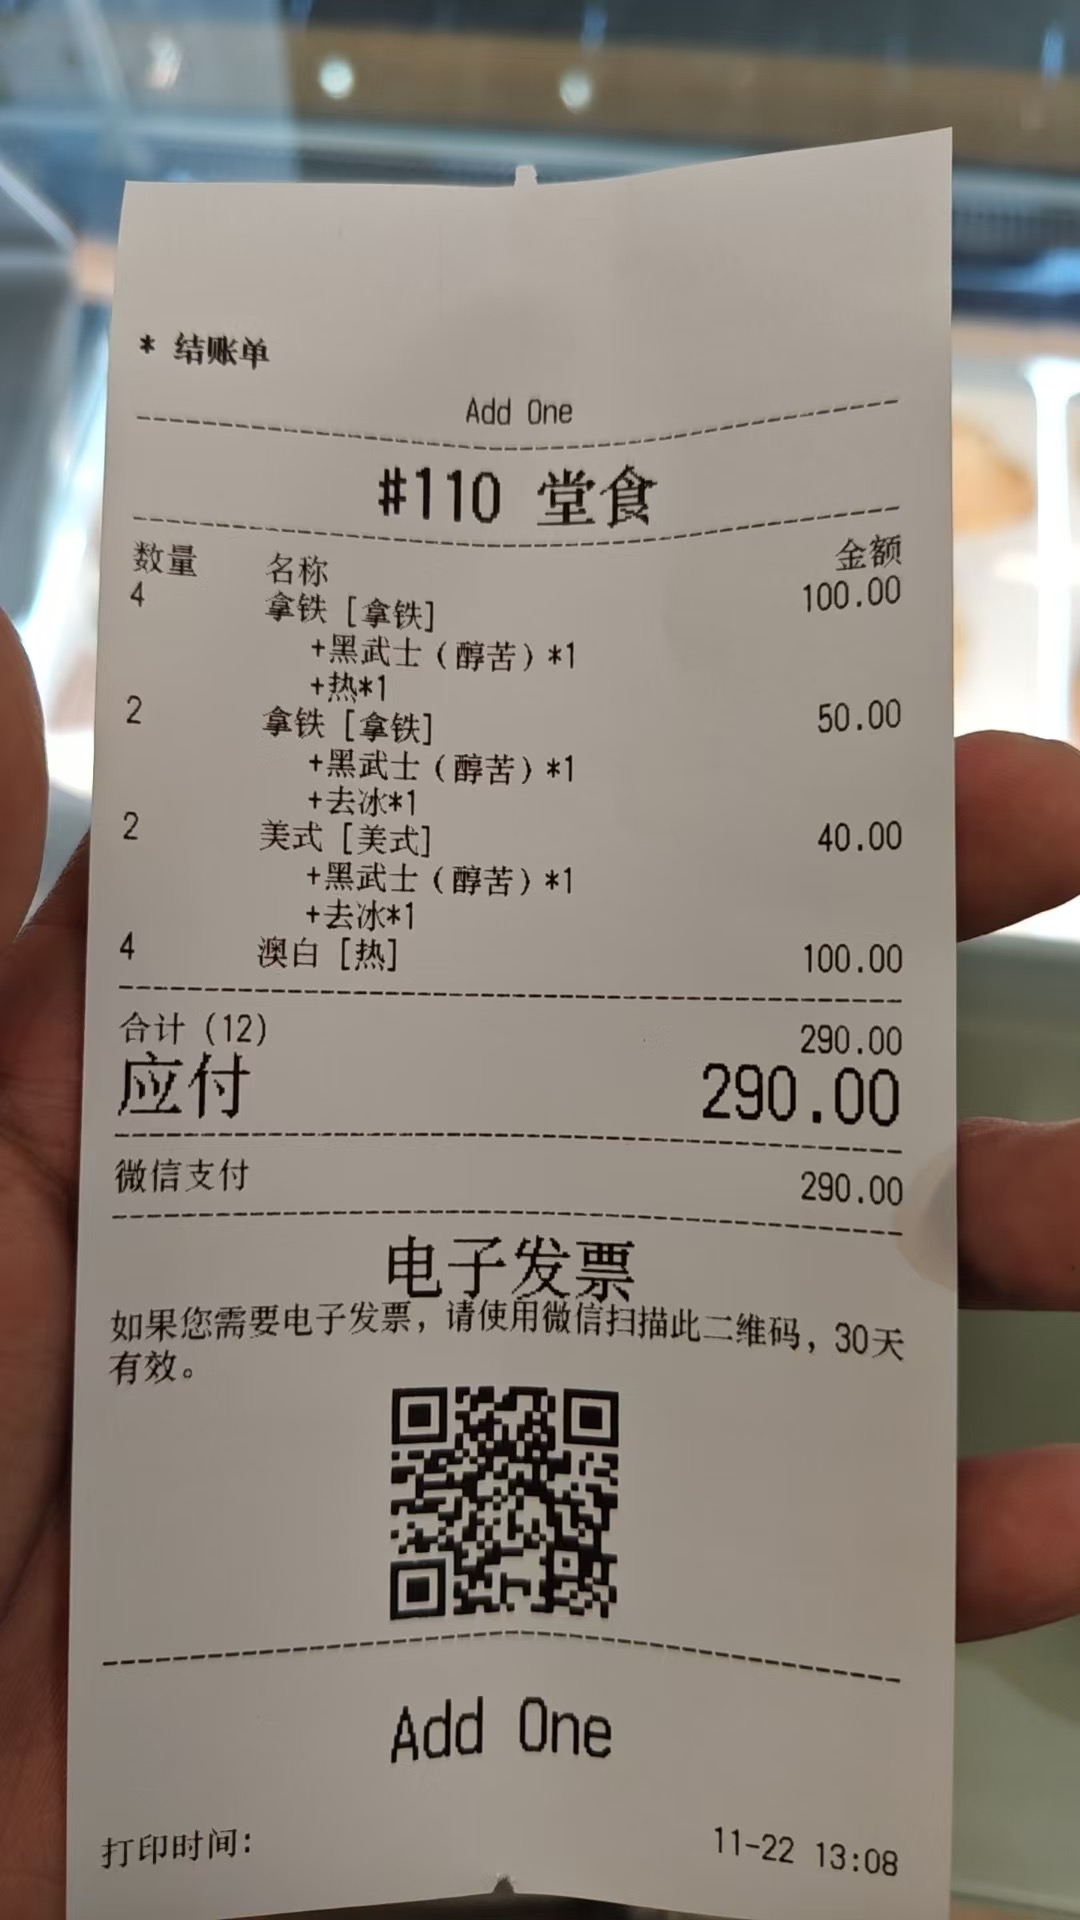 * 结账单
Add One
#110 堂食
数量 名称 金额
4 拿铁 [拿铁] 100.00
+黑武士（醇苦）*1
+热*1
2 拿铁 [拿铁] 50.00
+黑武士（醇苦）*1
+去冰*1
2 美式 [美式] 40.00
+黑武士（醇苦）*1
+去冰*1
4 澳白 [热] 100.00
合计 (12) 290.00
应付 290.00
微信支付 290.00
电子发票
如果您需要电子发票，请使用微信扫描此二维码，30天
有效。
Add One
打印时间: 11-22 13:08